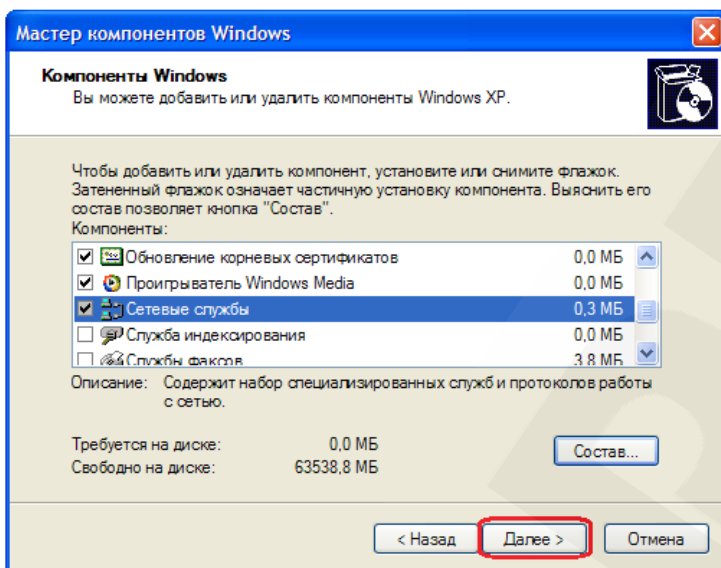 Мастер компонентов Windows
Компоненты Windows
Вы можете добавить или удалить компоненты Windows XP.
Чтобы добавить или удалить компонент, установите или снимите флажок.
Затененный флажок означает частичную установку компонента. Выяснить его
состав позволяет кнопка "Состав".
Компоненты:
Обновление корневых сертификатов 0,0 МБ
Проигрыватель Windows Media 0,0 МБ
Сетевые службы 0,3 МБ
Служба индексирования 0,0 МБ
Службы факсов 3,8 МБ
Описание: Содержит набор специализированных служб и протоколов работы
с сетью.
Требуется на диске: 0,0 МБ
Свободно на диске: 63538,8 МБ
Состав...
< Назад Далее > Отмена